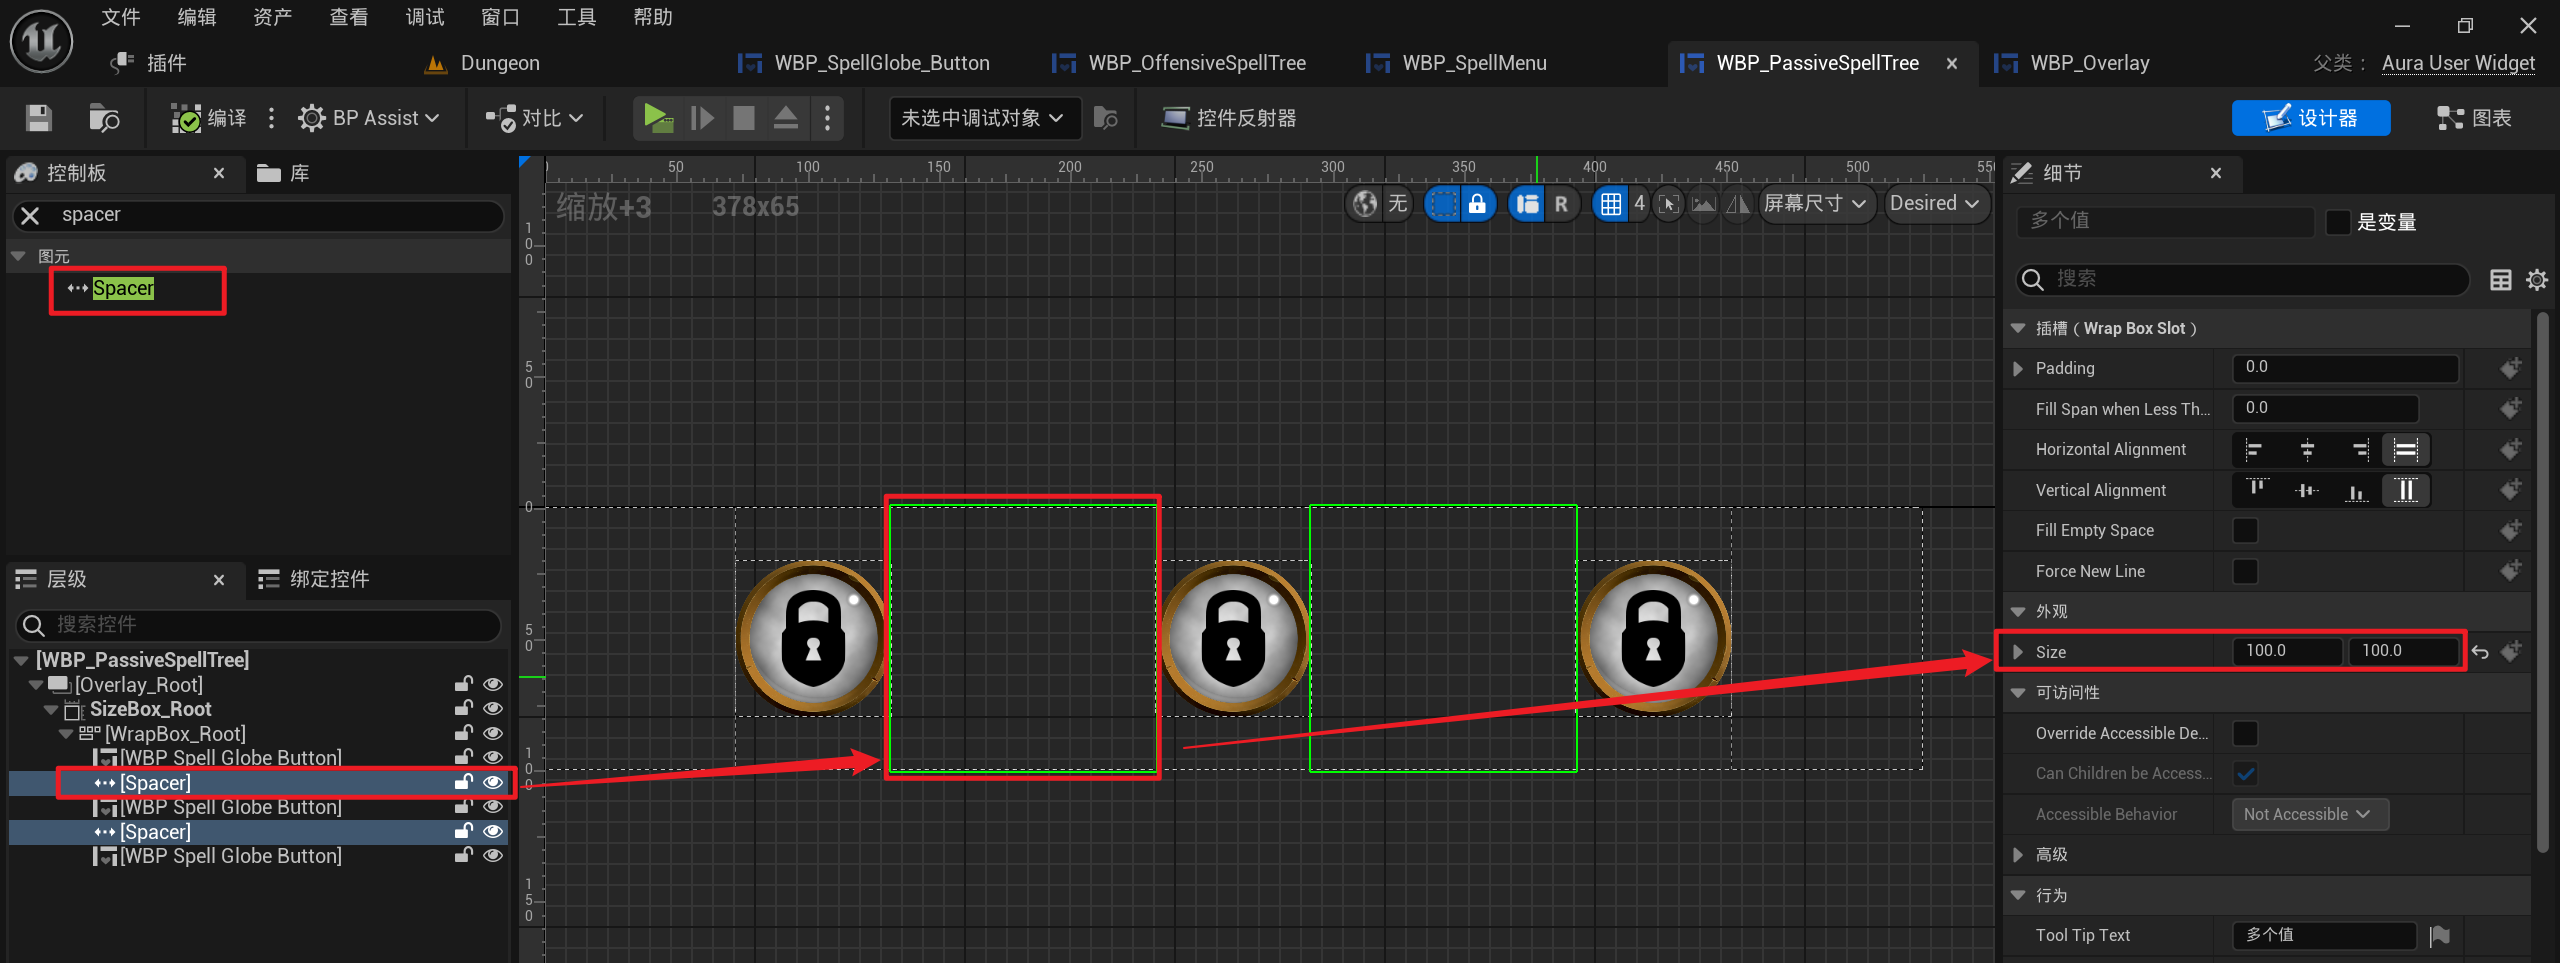 文件 编辑 资产 查看 调试 窗口 工具 帮助
插件 Dungeon WBP_SpellGlobe_Button WBP_OffensiveSpellTree WBP_SpellMenu WBP_PassiveSpellTree WBP_Overlay 父类： Aura User Widget
编译 BP Assist 对比 未选中调试对象 控件反射器 设计器 图表
控制板 库
spacer
图元
Spacer
层级 绑定控件
搜索控件
[WBP_PassiveSpellTree]
[Overlay_Root]
SizeBox_Root
[WrapBox_Root]
[WBP Spell Globe Button]
[Spacer]
[WBP Spell Globe Button]
[Spacer]
[WBP Spell Globe Button]
50 100 150 200 250 300 350 400 450 500 550
缩放+3 378x65
无 R 4 屏幕尺寸 Desired
100
50
0
50
100
150
细节
多个值 是变量
搜索
插槽（Wrap Box Slot）
Padding 0.0
Fill Span when Less Th... 0.0
Horizontal Alignment
Vertical Alignment
Fill Empty Space
Force New Line
外观
Size 100.0 100.0
可访问性
Override Accessible De...
Can Children be Access...
Accessible Behavior Not Accessible
高级
行为
Tool Tip Text 多个值